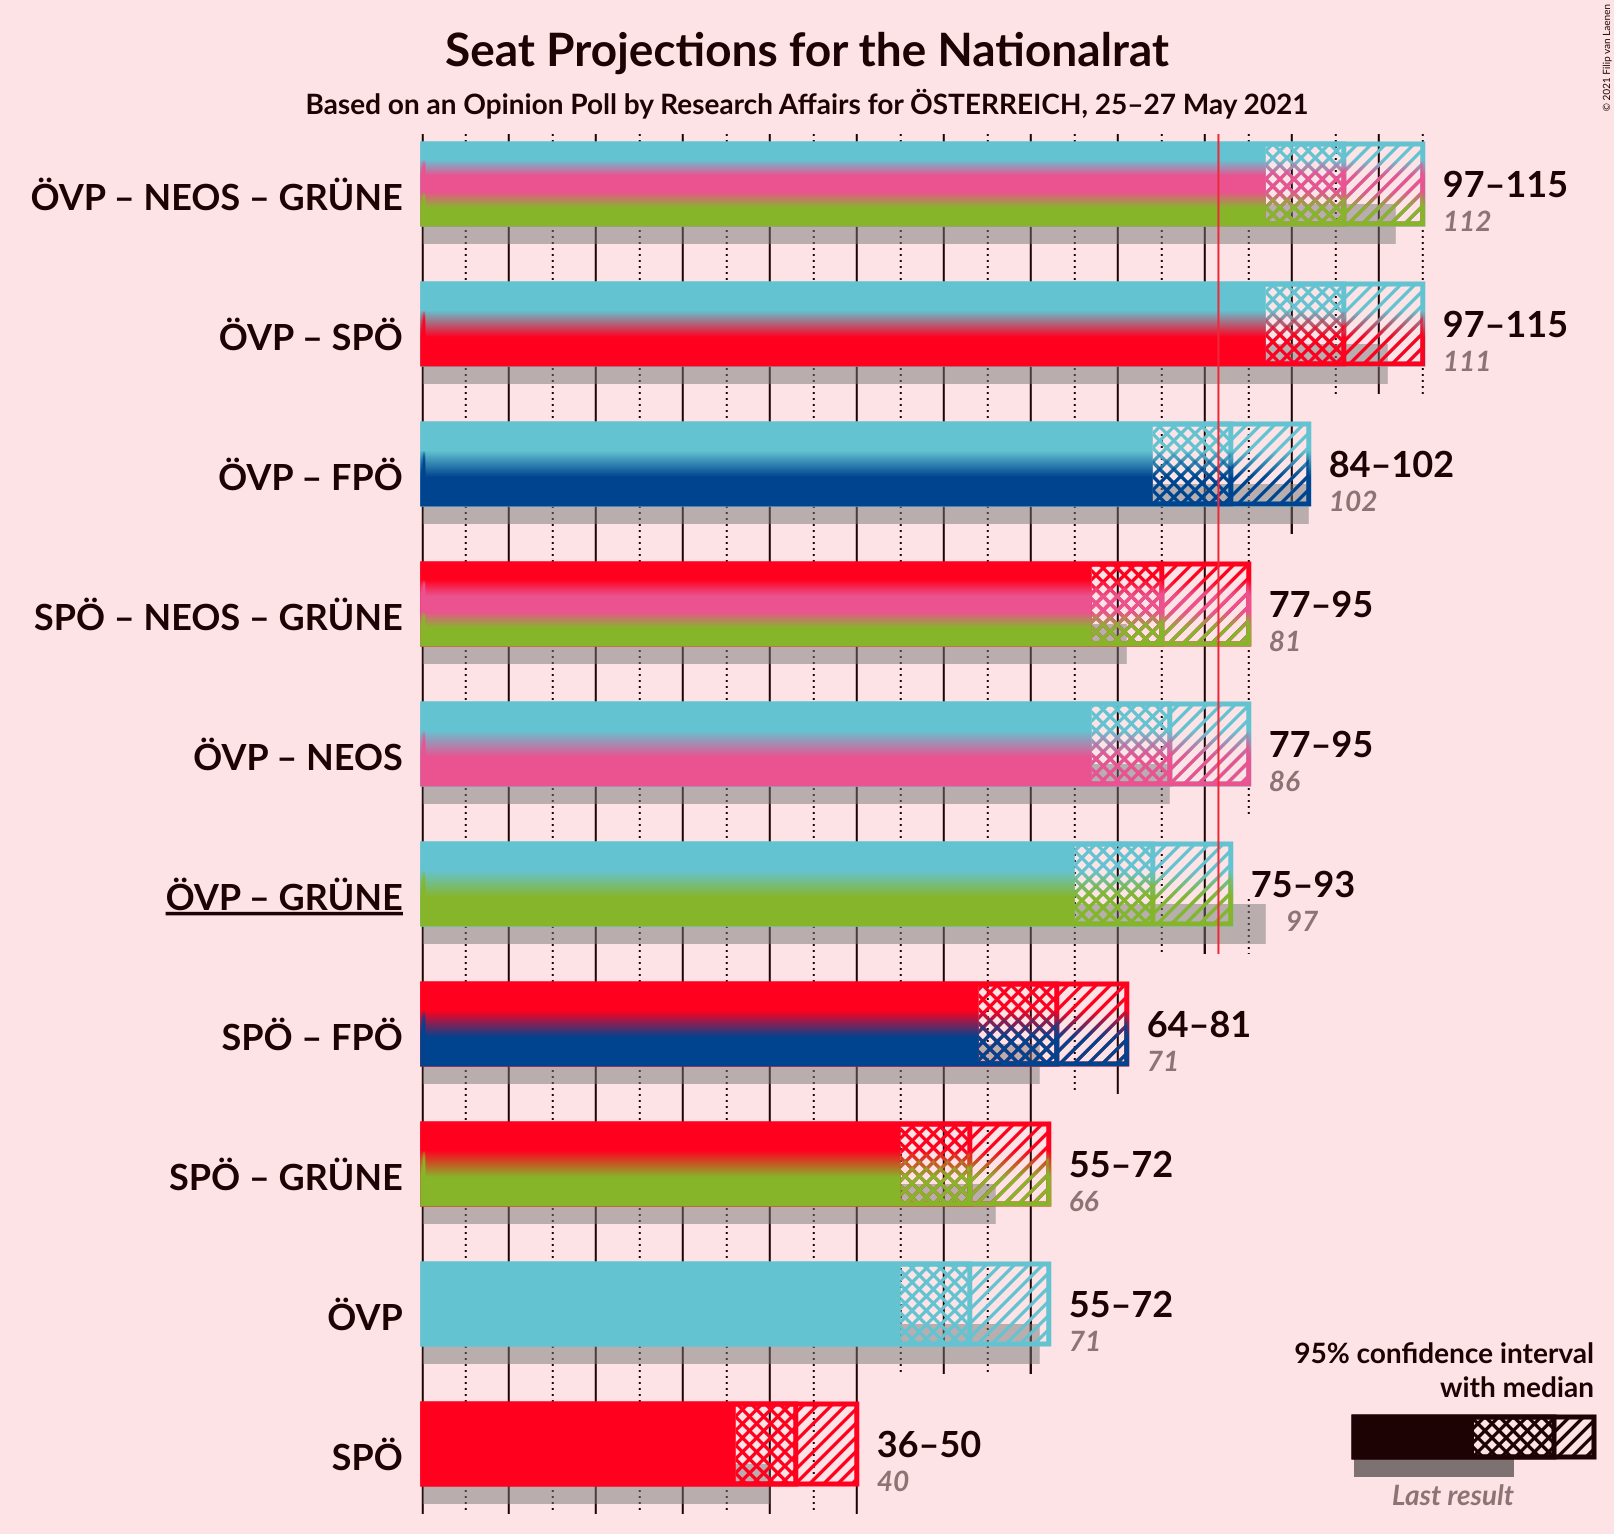 Seat Projections for the Nationalrat
Based on an Opinion Poll by Research Affairs for ÖSTERREICH, 25–27 May 2021
© 2021 Filip van Laenen
ÖVP – NEOS – GRÜNE
97–115
112
ÖVP – SPÖ
97–115
111
ÖVP – FPÖ
84–102
102
SPÖ – NEOS – GRÜNE
77–95
81
ÖVP – NEOS
77–95
86
ÖVP – GRÜNE
75–93
97
SPÖ – FPÖ
64–81
71
SPÖ – GRÜNE
55–72
66
ÖVP
55–72
71
SPÖ
36–50
40
95% confidence interval
with median
Last result